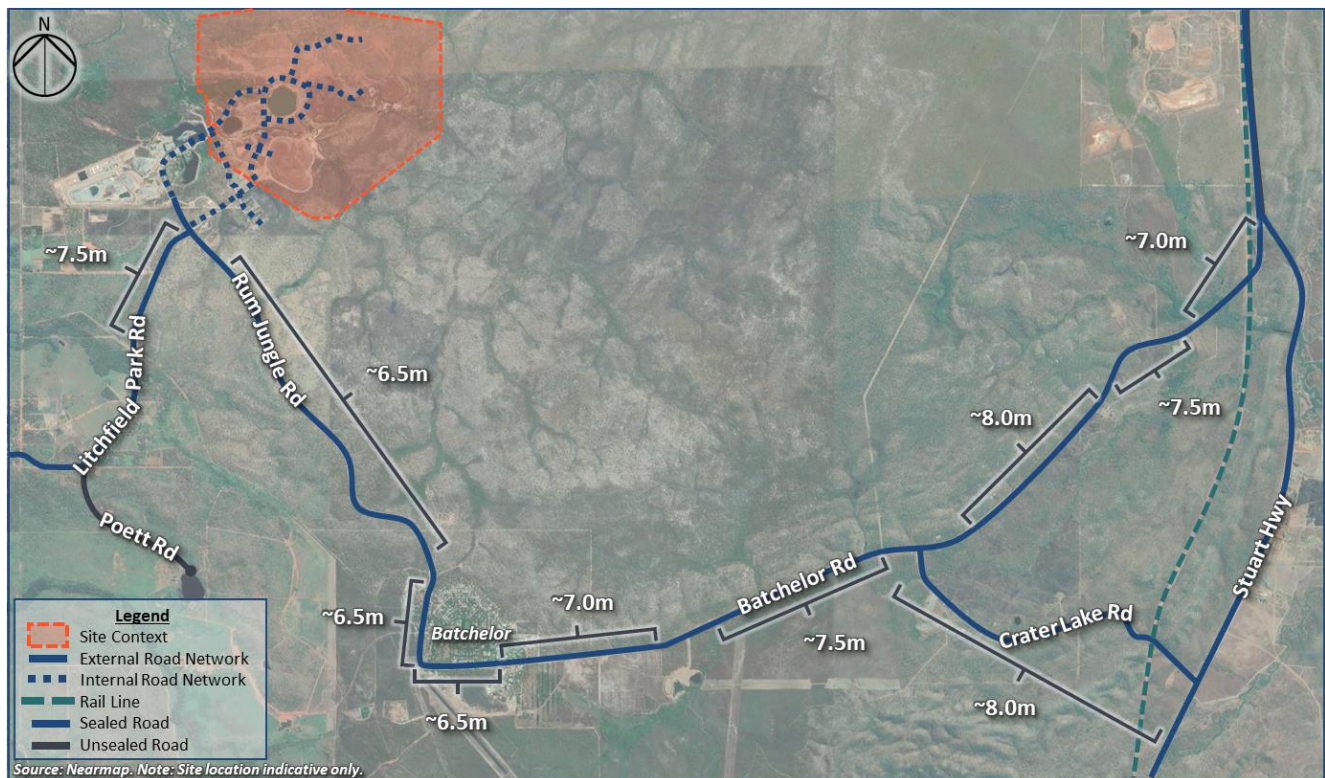 N
~7.5m
Rum Jungle Rd
~6.5m
Litchfield Park Rd
Poett Rd
~7.0m
~7.5m
~8.0m
Stuart Hwy
Batchelor Rd
~7.5m
Crater Lake Rd
~8.0m
~6.5m
Batchelor
~7.0m
~6.5m
Legend
Site Context
External Road Network
Internal Road Network
Rail Line
Sealed Road
Unsealed Road
Source: Nearmap. Note: Site location indicative only.